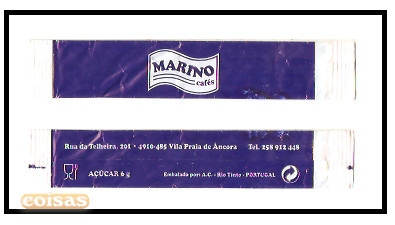 MARINO
cafés
Rua da Telheira, 201 • 4910-485 Vila Praia de Âncora Tel. 258 912 448
AÇÚCAR 6 g Embalado por: A.C. - Rio Tinto - PORTUGAL
coisas